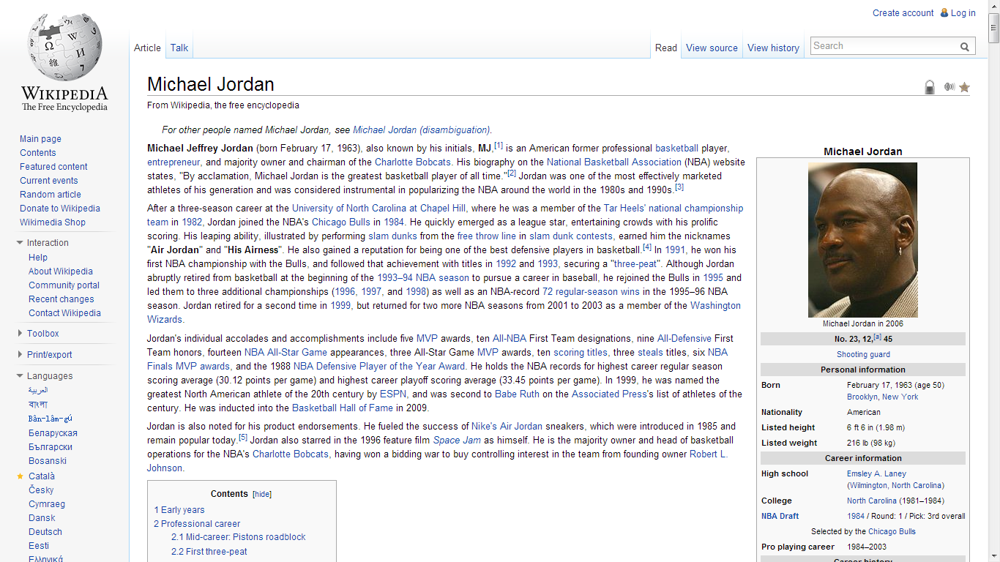 Create account Log in
Article Talk Read View source View history Search
WIKIPEDIA
The Free Encyclopedia
Main page
Contents
Featured content
Current events
Random article
Donate to Wikipedia
Wikimedia Shop
Interaction
Help
About Wikipedia
Community portal
Recent changes
Contact Wikipedia
Toolbox
Print/export
Languages
العربية
বাংলা
Bân-lâm-gú
Беларуская
Български
Bosanski
Català
Česky
Cymraeg
Dansk
Deutsch
Eesti
Ελληνικά
Michael Jordan
From Wikipedia, the free encyclopedia
For other people named Michael Jordan, see Michael Jordan (disambiguation).
Michael Jeffrey Jordan (born February 17, 1963), also known by his initials, MJ,[1] is an American former professional basketball player,
entrepreneur, and majority owner and chairman of the Charlotte Bobcats. His biography on the National Basketball Association (NBA) website
states, "By acclamation, Michael Jordan is the greatest basketball player of all time."[2] Jordan was one of the most effectively marketed
athletes of his generation and was considered instrumental in popularizing the NBA around the world in the 1980s and 1990s.[3]
After a three-season career at the University of North Carolina at Chapel Hill, where he was a member of the Tar Heels' national championship
team in 1982, Jordan joined the NBA's Chicago Bulls in 1984. He quickly emerged as a league star, entertaining crowds with his prolific
scoring. His leaping ability, illustrated by performing slam dunks from the free throw line in slam dunk contests, earned him the nicknames
"Air Jordan" and "His Airness". He also gained a reputation for being one of the best defensive players in basketball.[4] In 1991, he won his
first NBA championship with the Bulls, and followed that achievement with titles in 1992 and 1993, securing a "three-peat". Although Jordan
abruptly retired from basketball at the beginning of the 1993–94 NBA season to pursue a career in baseball, he rejoined the Bulls in 1995 and
led them to three additional championships (1996, 1997, and 1998) as well as an NBA-record 72 regular-season wins in the 1995–96 NBA
season. Jordan retired for a second time in 1999, but returned for two more NBA seasons from 2001 to 2003 as a member of the Washington
Wizards.
Jordan's individual accolades and accomplishments include five MVP awards, ten All-NBA First Team designations, nine All-Defensive First
Team honors, fourteen NBA All-Star Game appearances, three All-Star Game MVP awards, ten scoring titles, three steals titles, six NBA
Finals MVP awards, and the 1988 NBA Defensive Player of the Year Award. He holds the NBA records for highest career regular season
scoring average (30.12 points per game) and highest career playoff scoring average (33.45 points per game). In 1999, he was named the
greatest North American athlete of the 20th century by ESPN, and was second to Babe Ruth on the Associated Press's list of athletes of the
century. He was inducted into the Basketball Hall of Fame in 2009.
Jordan is also noted for his product endorsements. He fueled the success of Nike's Air Jordan sneakers, which were introduced in 1985 and
remain popular today.[5] Jordan also starred in the 1996 feature film Space Jam as himself. He is the majority owner and head of basketball
operations for the NBA's Charlotte Bobcats, having won a bidding war to buy controlling interest in the team from founding owner Robert L.
Johnson.
Contents [hide]
1 Early years
2 Professional career
2.1 Mid-career: Pistons roadblock
2.2 First three-peat
Michael Jordan
Michael Jordan in 2006
No. 23, 12,[a] 45
Shooting guard
Personal information
Born February 17, 1963 (age 50)
Brooklyn, New York
Nationality American
Listed height 6 ft 6 in (1.98 m)
Listed weight 216 lb (98 kg)
Career information
High school Emsley A. Laney
(Wilmington, North Carolina)
College North Carolina (1981–1984)
NBA Draft 1984 / Round: 1 / Pick: 3rd overall
Selected by the Chicago Bulls
Pro playing career 1984–2003
Career history